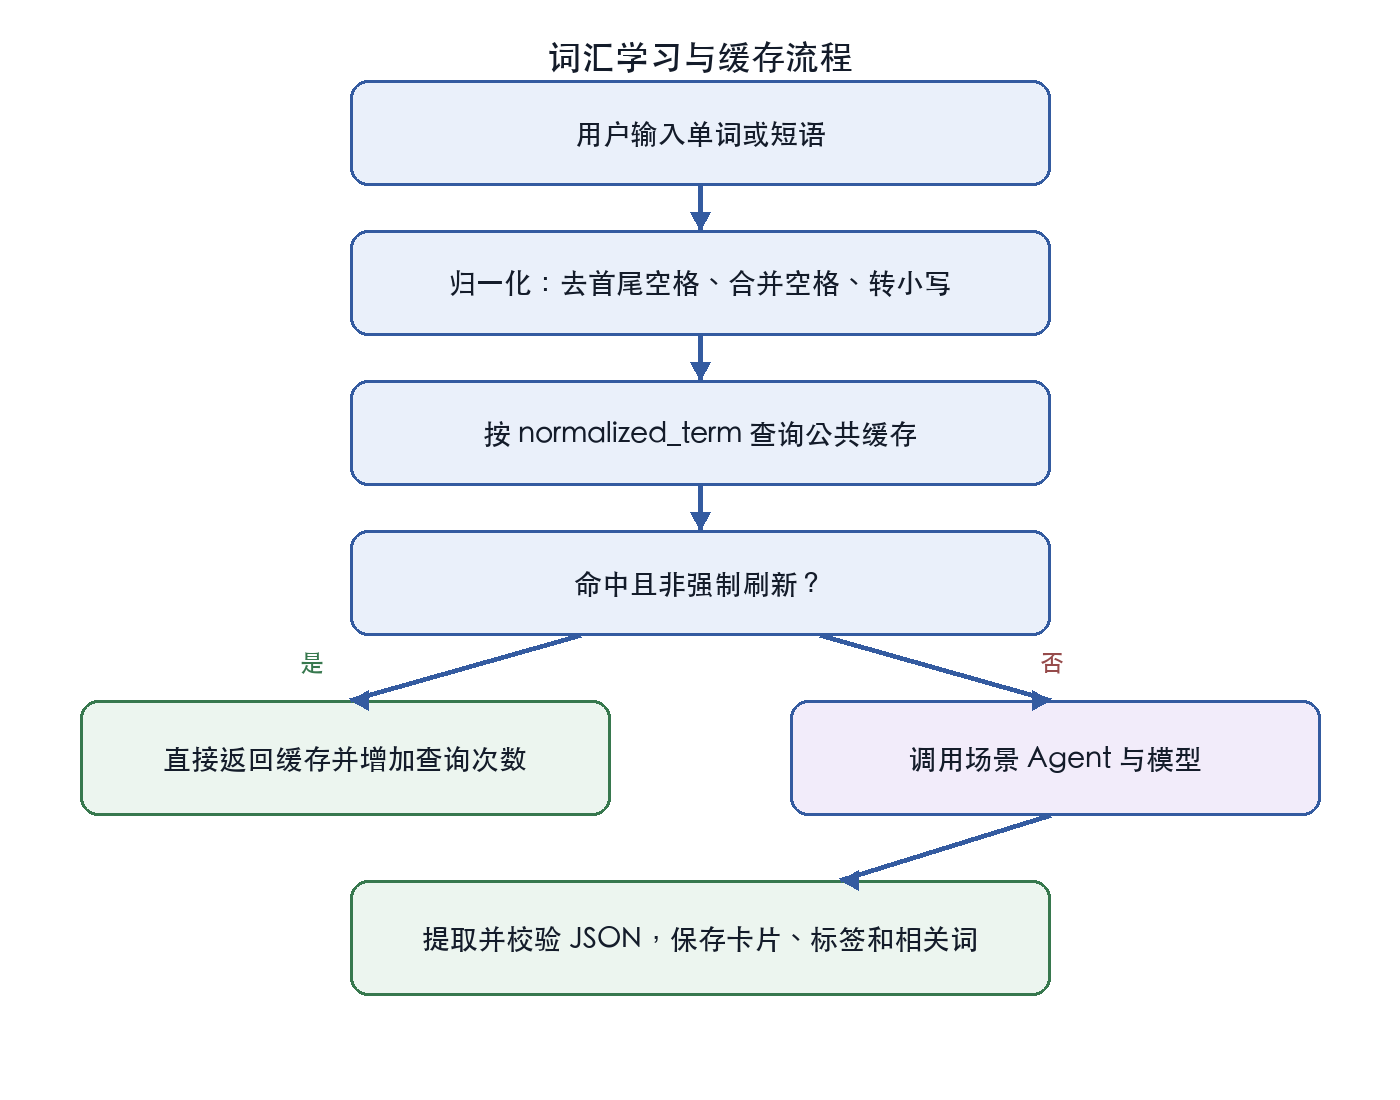 词汇学习与缓存流程
用户输入单词或短语
归一化：去首尾空格、合并空格、转小写
按 normalized_term 查询公共缓存
命中且非强制刷新？
是
否
直接返回缓存并增加查询次数
调用场景 Agent 与模型
提取并校验 JSON，保存卡片、标签和相关词